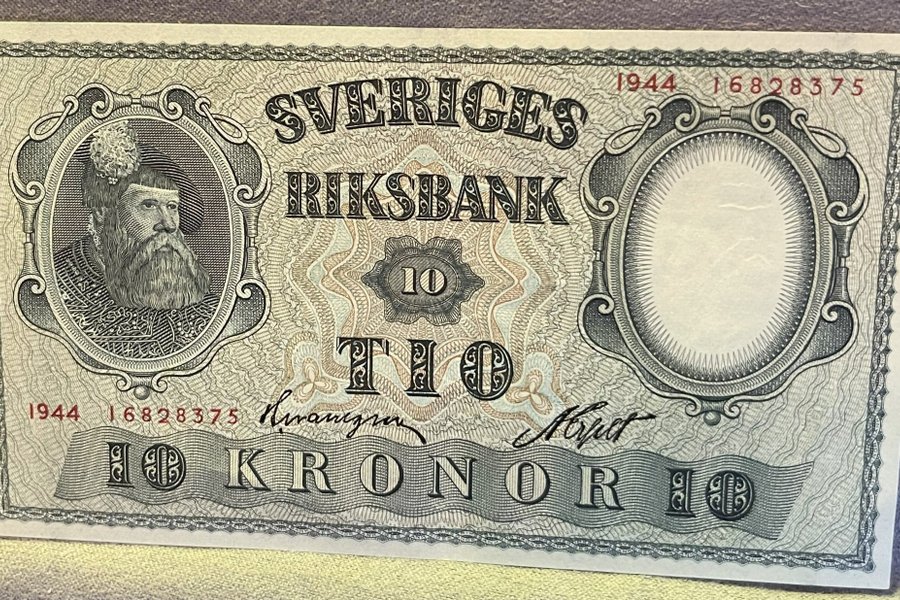 1944 16828375
SVERIGES
RIKSBANK
10
TIO
1944 16828375
10 KRONOR 10